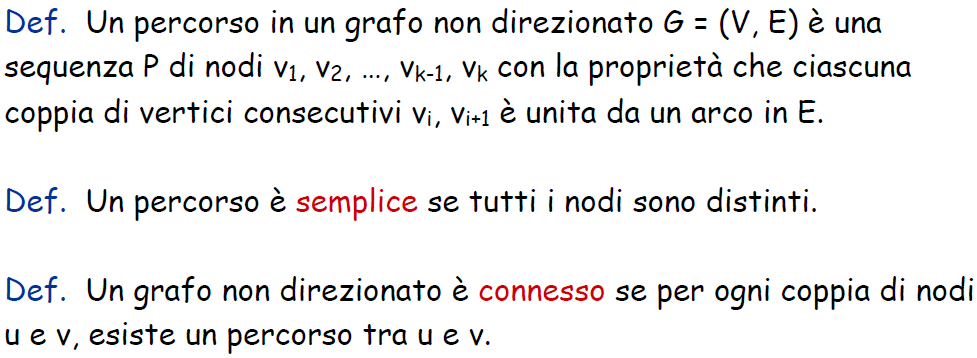 Def. Un percorso in un grafo non direzionato G = (V, E) è una
sequenza P di nodi v₁, v₂, …, vₖ₋₁, vₖ con la proprietà che ciascuna
coppia di vertici consecutivi vᵢ, vᵢ₊₁ è unita da un arco in E.
Def. Un percorso è semplice se tutti i nodi sono distinti.
Def. Un grafo non direzionato è connesso se per ogni coppia di nodi
u e v, esiste un percorso tra u e v.